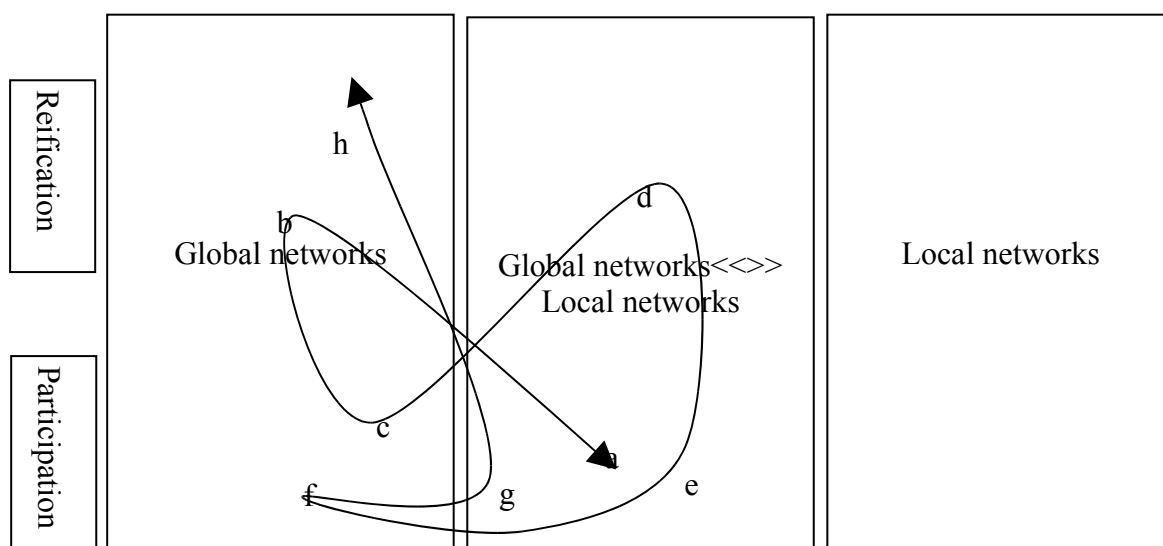 Reification
Participation
h
b
Global networks
c
f
d
Global networks<<>>
Local networks
a
e
g
Local networks